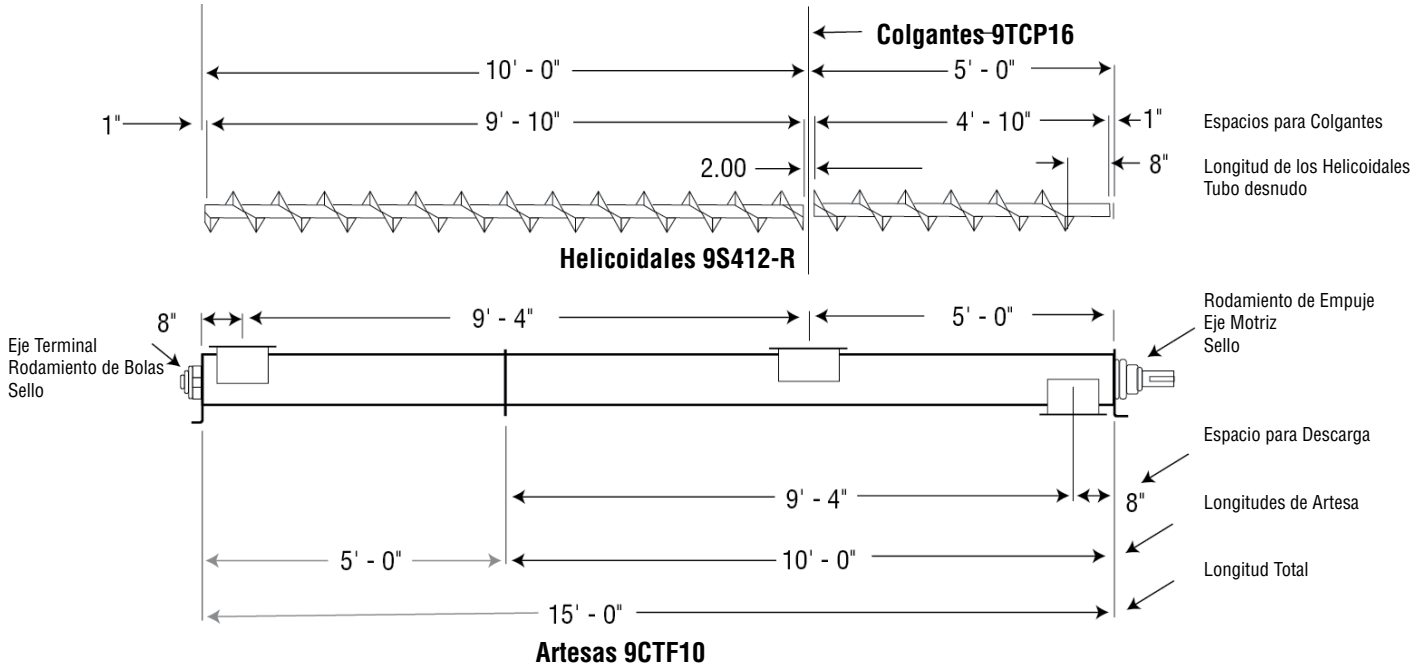 Colgantes 9TCP16
10' - 0"
5' - 0"
1"
9' - 10"
4' - 10"
1"
Espacios para Colgantes
2.00
8"
Longitud de los Helicoidales
Tubo desnudo
Helicoidales 9S412-R
8"
9' - 4"
5' - 0"
Rodamiento de Empuje
Eje Motriz
Sello
Eje Terminal
Rodamiento de Bolas
Sello
Espacio para Descarga
9' - 4"
8"
Longitudes de Artesa
5' - 0"
10' - 0"
Longitud Total
15' - 0"
Artesas 9CTF10